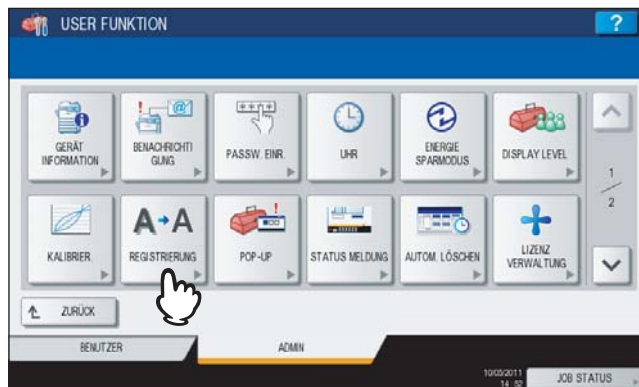 USER FUNKTION
?
GERÄT
INFORMATION
BENACHRICHTI
GUNG
PASSW. EINR.
UHR
ENERGIE
SPARMODUS
DISPLAY LEVEL
1
2
KALIBRIER.
A→A
REGISTRIERUNG
POP-UP
STATUS MELDUNG
AUTOM. LÖSCHEN
LIZENZ
VERWALTUNG
ZURÜCK
BENUTZER
ADMIN
10/03/2011
14:52
JOB STATUS